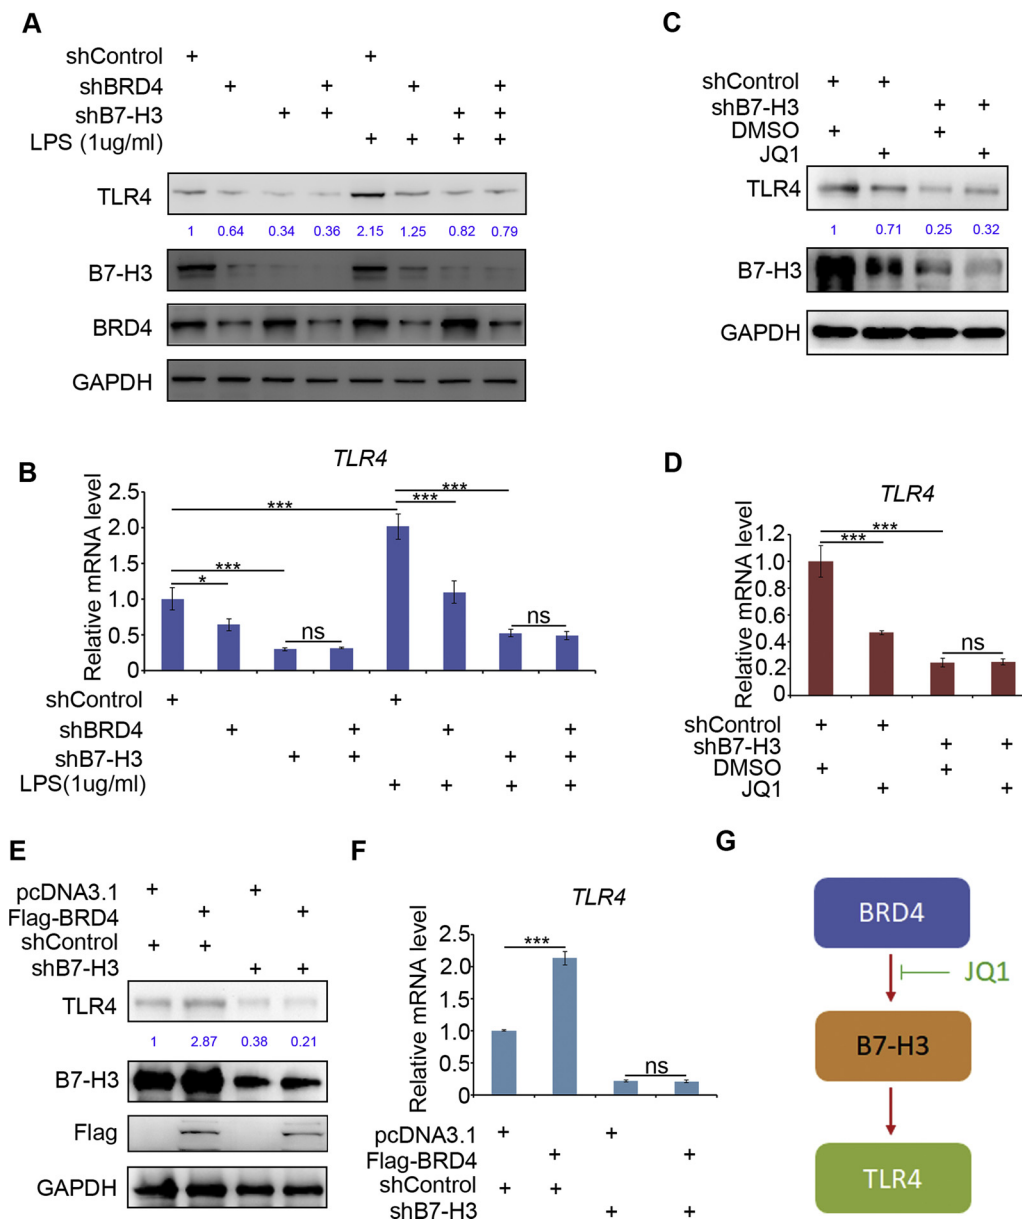 A
shControl + +
shBRD4 + + + +
shB7-H3 + + + +
LPS (1ug/ml) + + + +
TLR4
1 0.64 0.34 0.36 2.15 1.25 0.82 0.79
B7-H3
BRD4
GAPDH
C
shControl + +
shB7-H3 + +
DMSO + +
JQ1 + +
TLR4
1 0.71 0.25 0.32
B7-H3
GAPDH
B
TLR4
Relative mRNA level
2.5
2.0
1.5
1.0
0.5
0
*** *** * ns *** *** ns
shControl + +
shBRD4 + + + +
shB7-H3 + + + +
LPS(1ug/ml) + + + +
D
TLR4
Relative mRNA level
1.2
1.0
0.8
0.6
0.4
0.2
0
*** *** ns
shControl + +
shB7-H3 + +
DMSO + +
JQ1 + +
E
pcDNA3.1 + +
Flag-BRD4 + +
shControl + +
shB7-H3 + +
TLR4
1 2.87 0.38 0.21
B7-H3
Flag
GAPDH
F
TLR4
Relative mRNA level
2.5
2.0
1.5
1.0
0.5
0
*** ns
pcDNA3.1 + +
Flag-BRD4 + +
shControl + +
shB7-H3 + +
G
BRD4
JQ1
B7-H3
TLR4